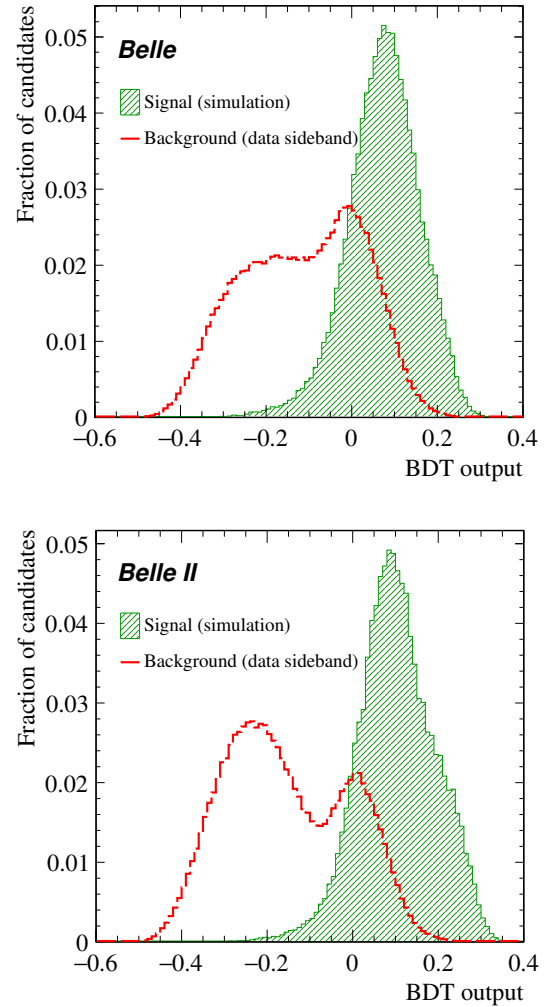 Fraction of candidates
0.05
0.04
0.03
0.02
0.01
0
Belle
Signal (simulation)
Background (data sideband)
−0.6 −0.4 −0.2 0 0.2 0.4
BDT output
Fraction of candidates
0.05
0.04
0.03
0.02
0.01
0
Belle II
Signal (simulation)
Background (data sideband)
−0.6 −0.4 −0.2 0 0.2 0.4
BDT output